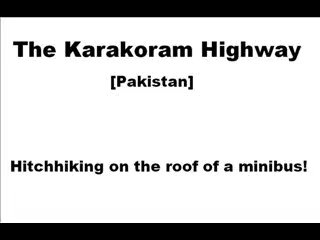 The Karakoram Highway
[Pakistan]
Hitchhiking on the roof of a minibus!